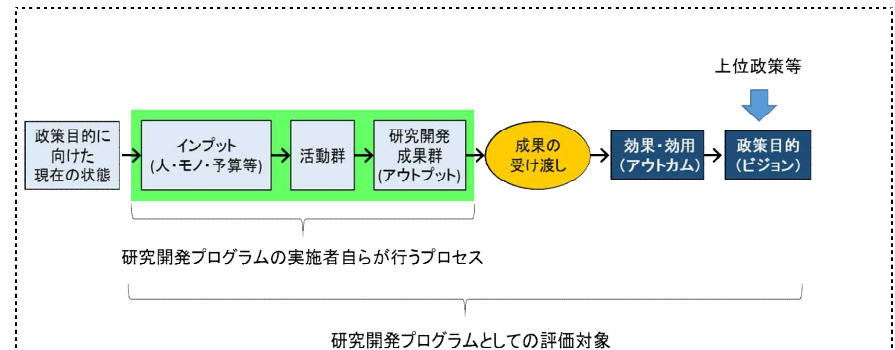 上位政策等
政策目的に
向けた
現在の状態
インプット
(人・モノ・予算等)
活動群
研究開発
成果群
(アウトプット)
成果の
受け渡し
効果・効用
(アウトカム)
政策目的
(ビジョン)
研究開発プログラムの実施者自らが行うプロセス
研究開発プログラムとしての評価対象